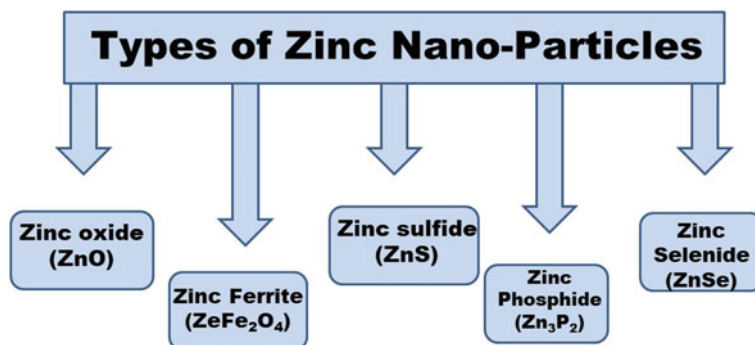 Types of Zinc Nano-Particles
Zinc oxide
(ZnO)
Zinc Ferrite
(ZeFe₂O₄)
Zinc sulfide
(ZnS)
Zinc
Phosphide
(Zn₃P₂)
Zinc
Selenide
(ZnSe)